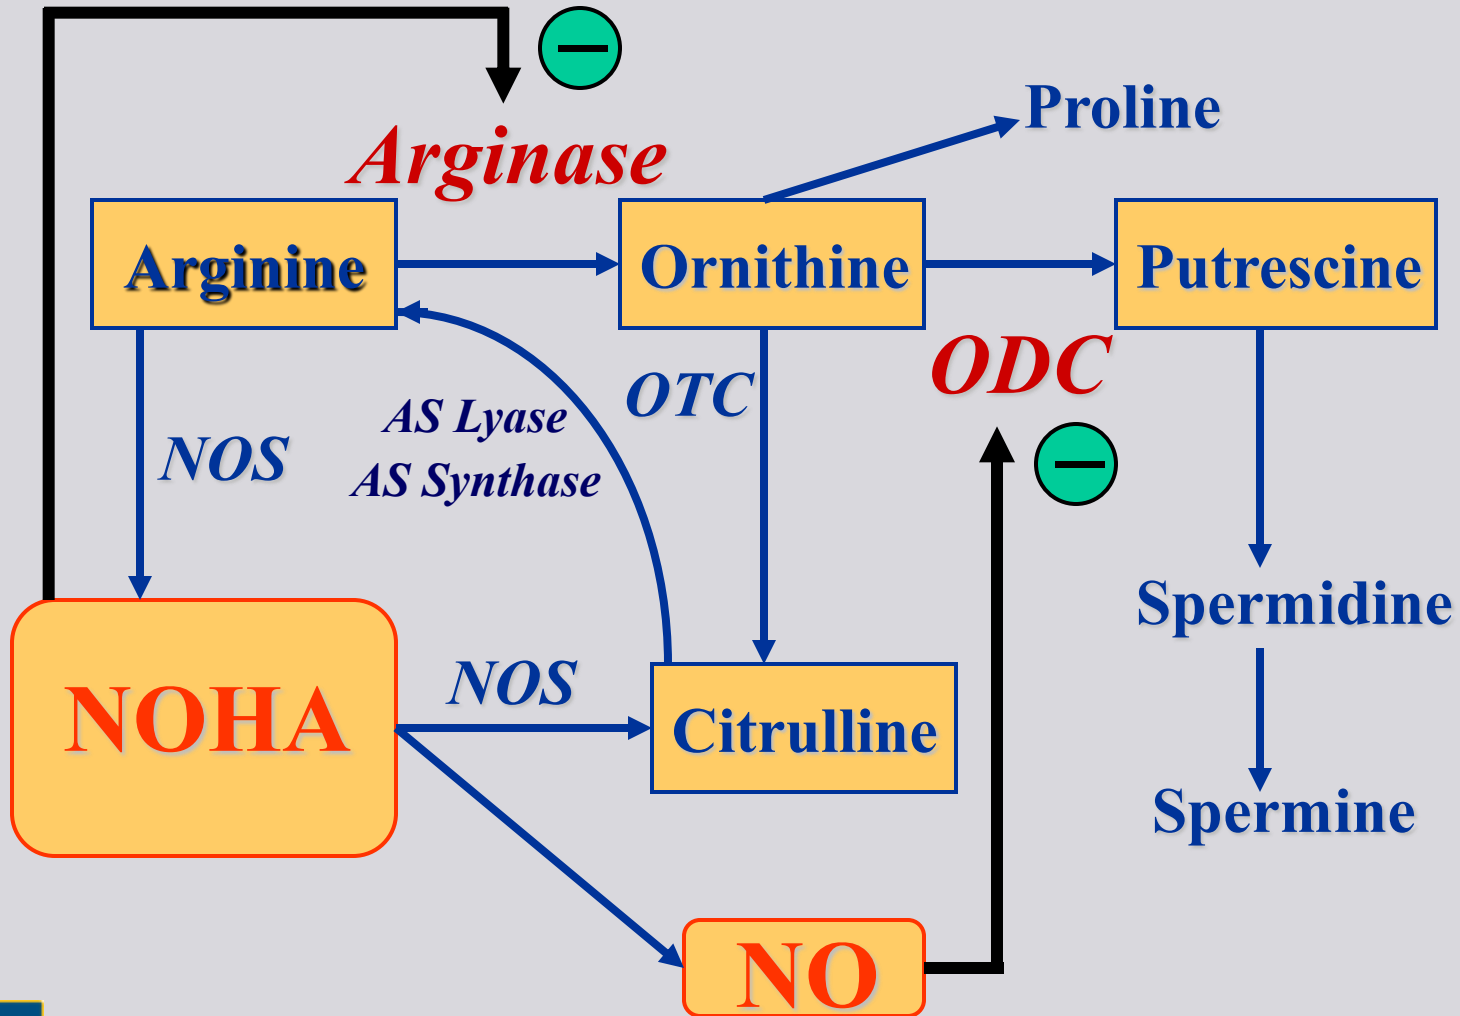 Proline
Arginase
Arginine
Ornithine
Putrescine
ODC
OTC
AS Lyase
NOS
AS Synthase
Spermidine
NOS
NOHA
Citrulline
Spermine
NO